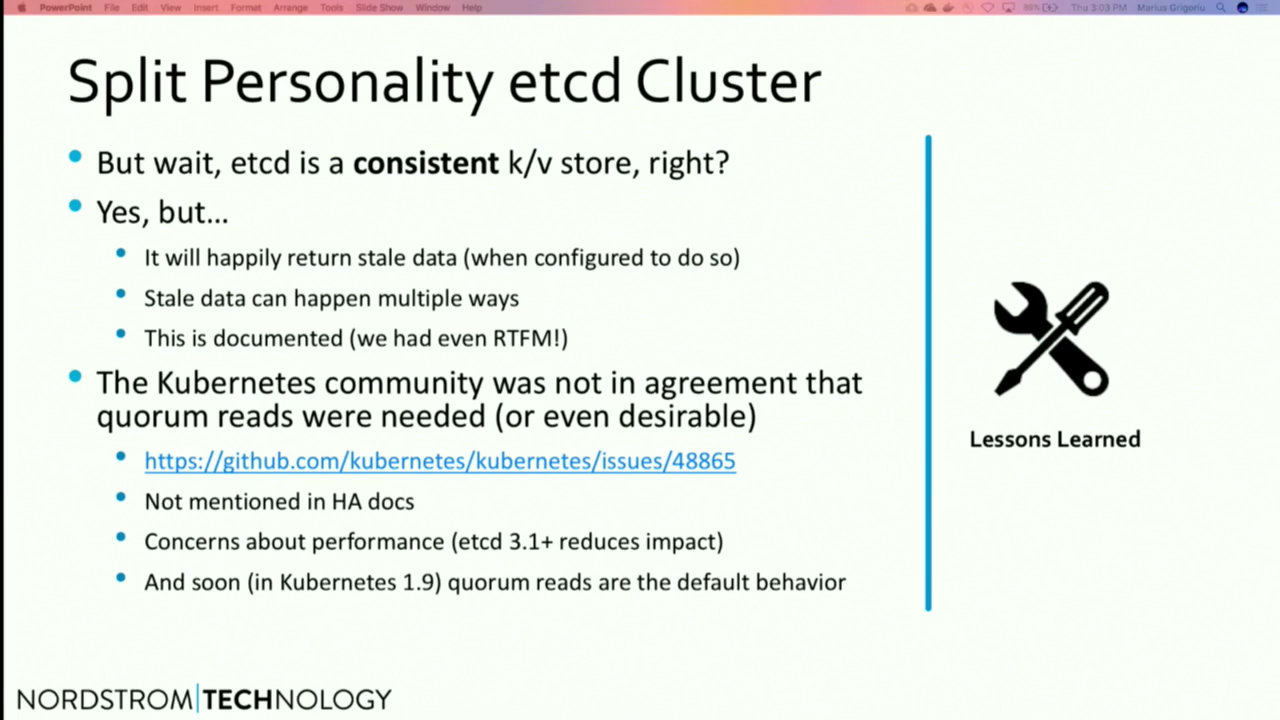 PowerPoint File Edit View Insert Format Arrange Tools Slide Show Window Help Thu 3:03 PM Marius Grigoriu
Split Personality etcd Cluster
But wait, etcd is a consistent k/v store, right?
Yes, but...
It will happily return stale data (when configured to do so)
Stale data can happen multiple ways
This is documented (we had even RTFM!)
The Kubernetes community was not in agreement that
quorum reads were needed (or even desirable)
https://github.com/kubernetes/kubernetes/issues/48865
Not mentioned in HA docs
Concerns about performance (etcd 3.1+ reduces impact)
And soon (in Kubernetes 1.9) quorum reads are the default behavior
Lessons Learned
NORDSTROM|TECHNOLOGY